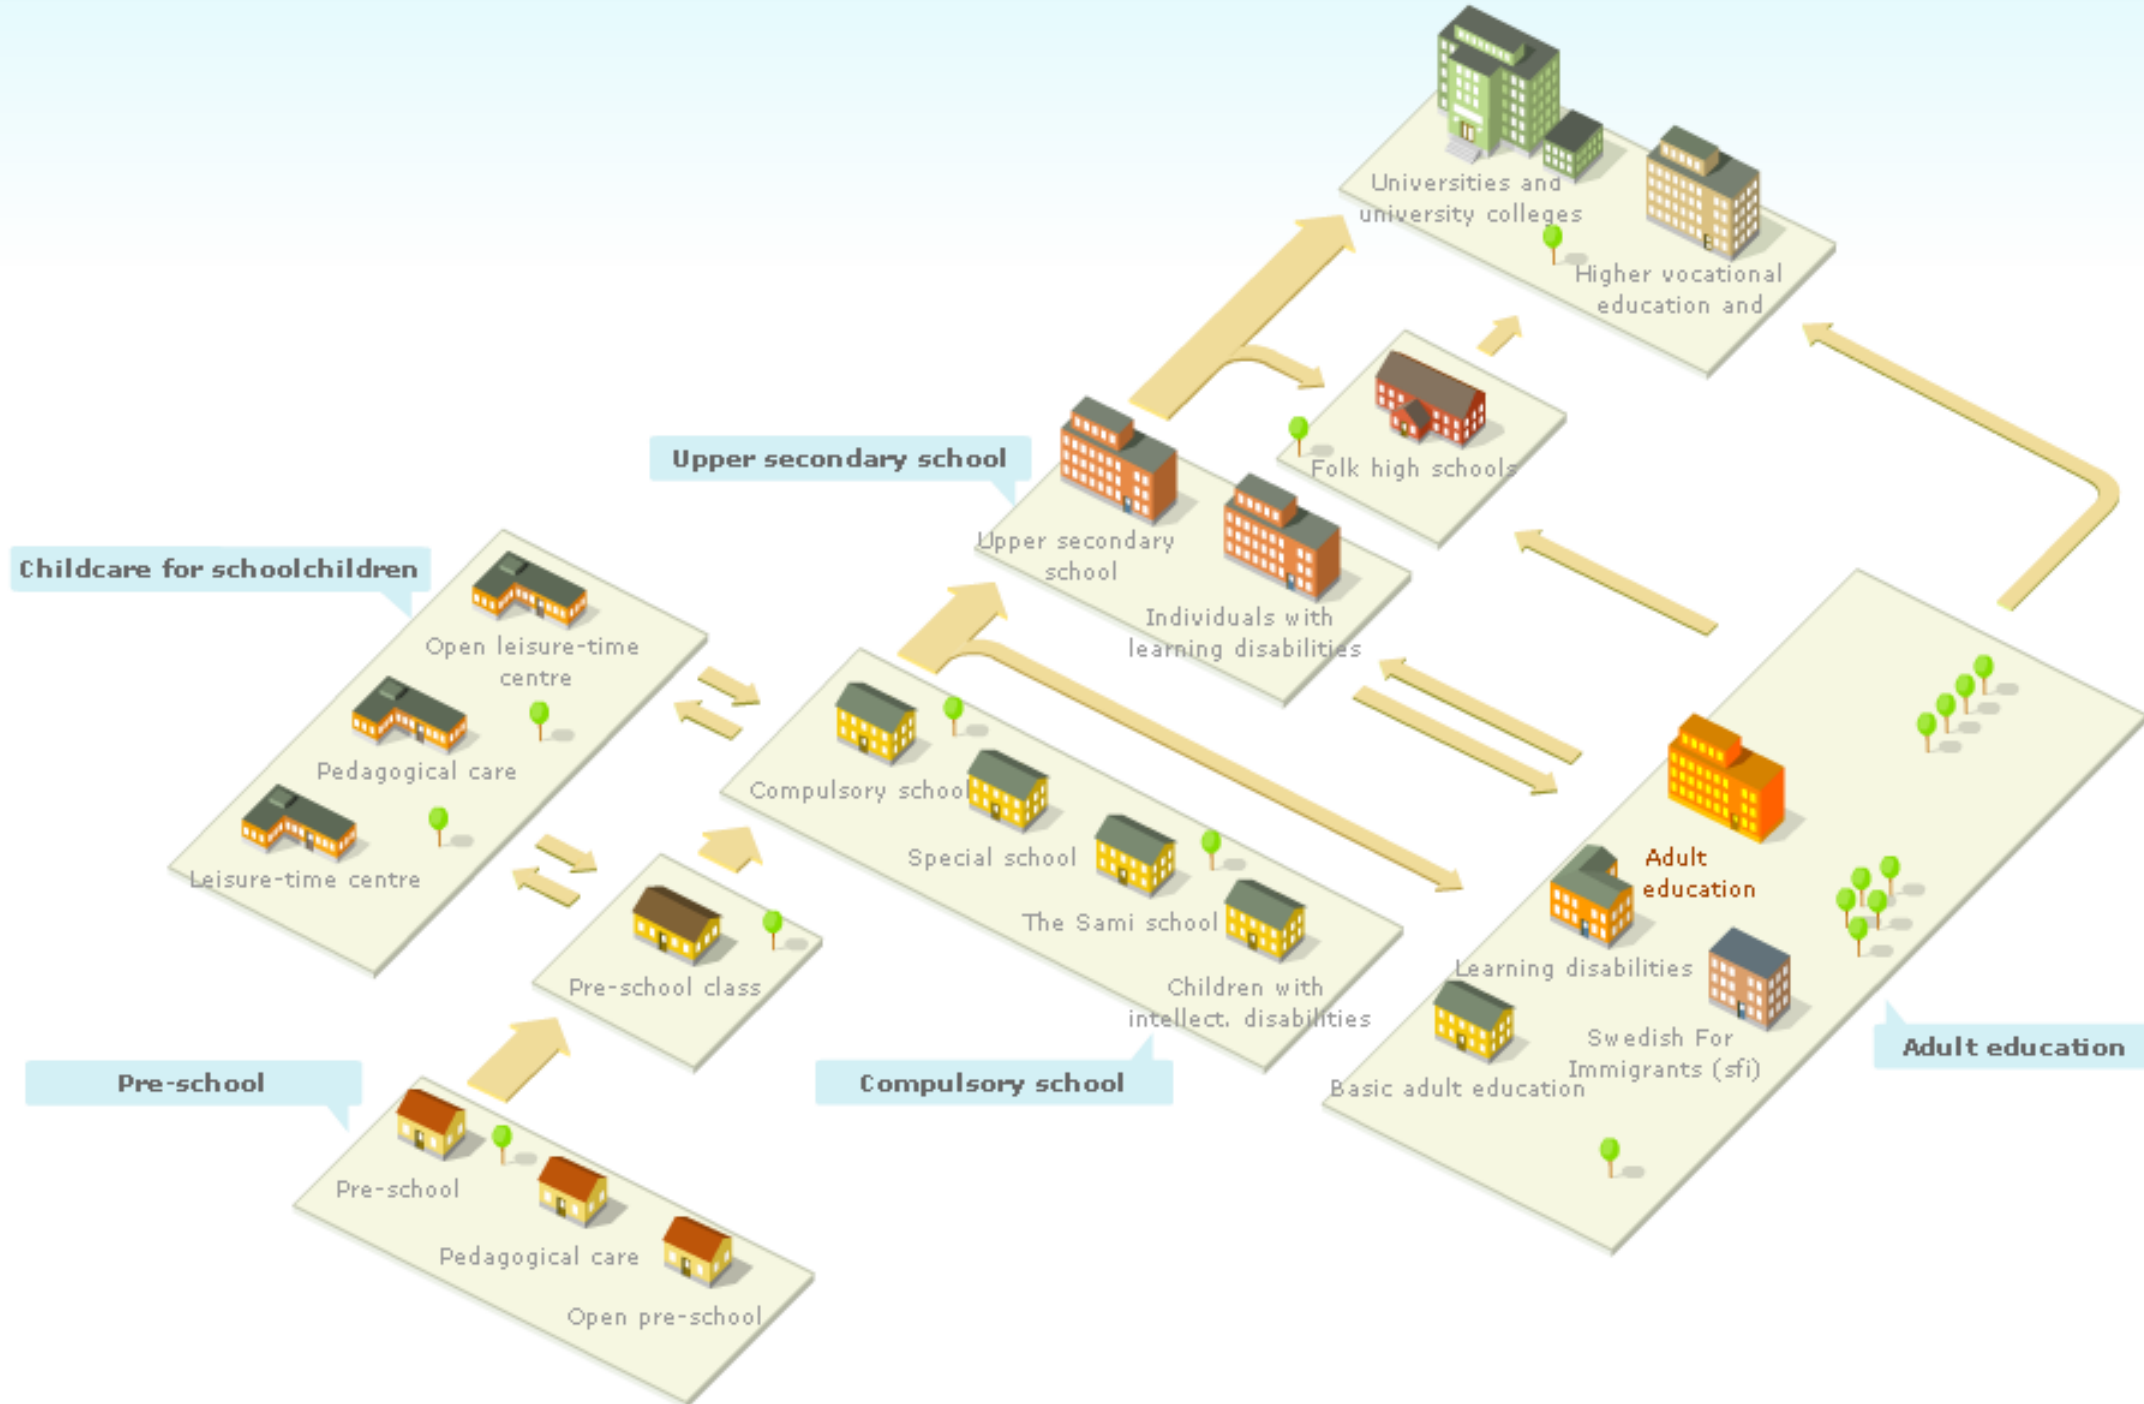 Universities and
university colleges
Higher vocational
education and
Folk high schools
Upper secondary school
Upper secondary
school
Individuals with
learning disabilities
Childcare for schoolchildren
Open leisure-time
centre
Pedagogical care
Leisure-time centre
Compulsory school
Special school
The Sami school
Children with
intellect. disabilities
Compulsory school
Pre-school class
Pre-school
Pre-school
Pedagogical care
Open pre-school
Adult
education
Learning disabilities
Swedish For
Immigrants (sfi)
Basic adult education
Adult education